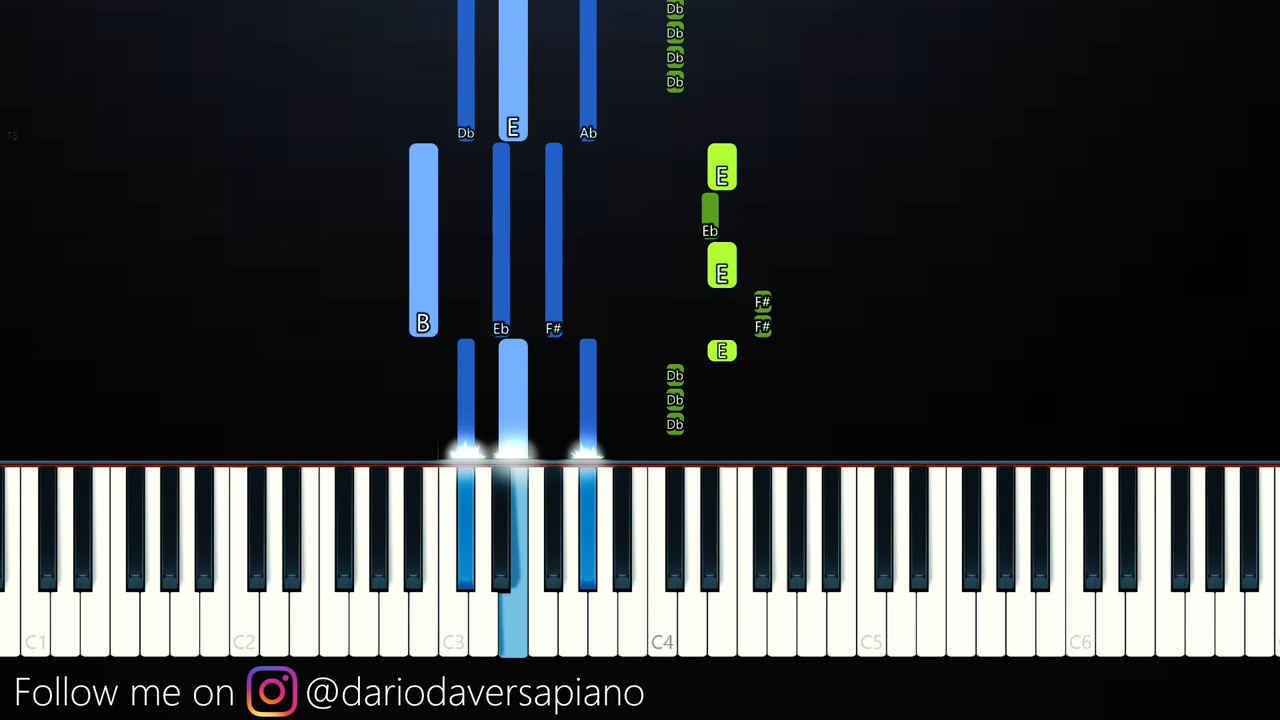 Db
Db
Db
Db
Db E Ab
E
Eb
E
F#
B Eb F# F#
E
Db
Db
Db
C1 C2 C3 C4 C5 C6
Follow me on @dariodaversapiano